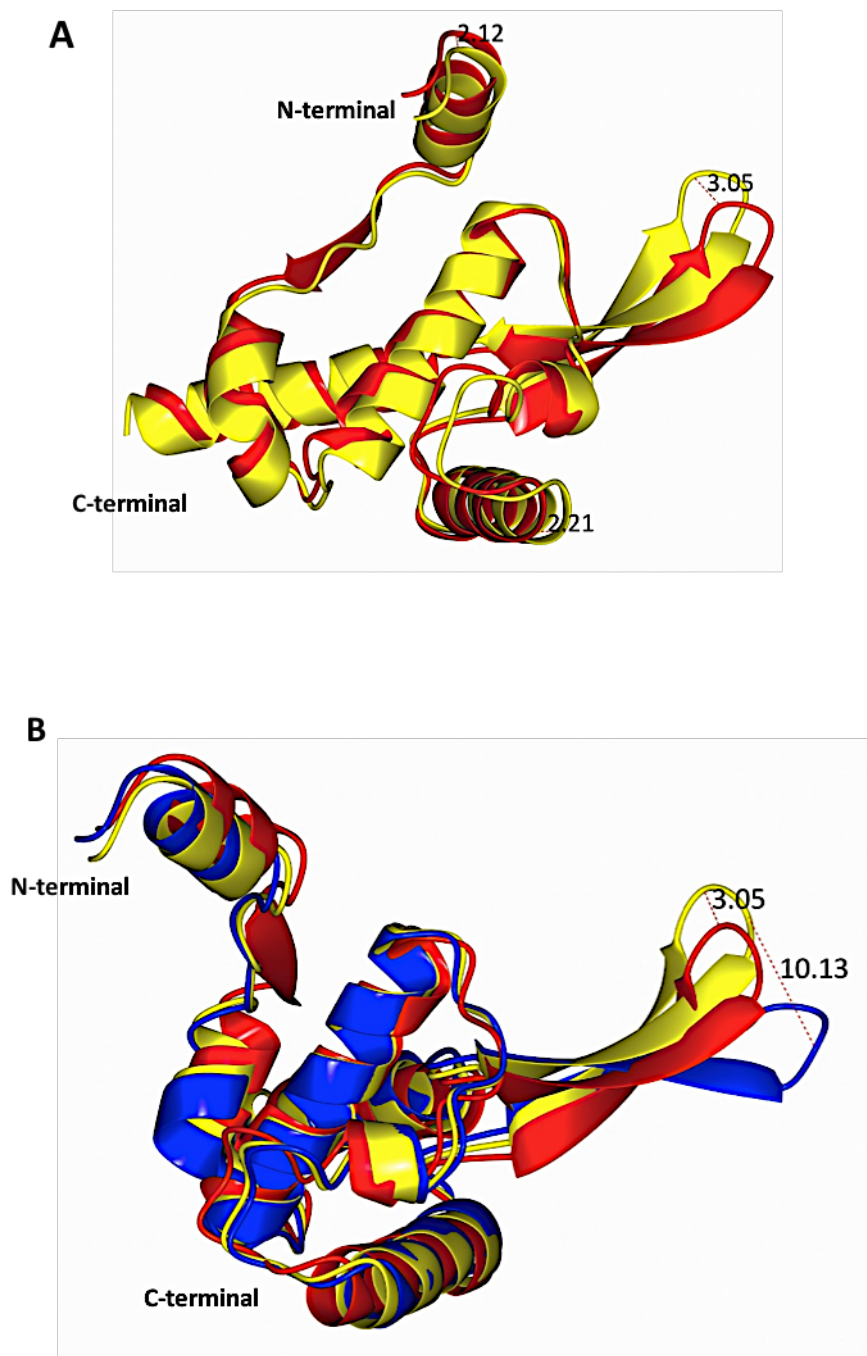 A
2.12
N-terminal
3.05
C-terminal
2.21
B
N-terminal
3.05
10.13
C-terminal